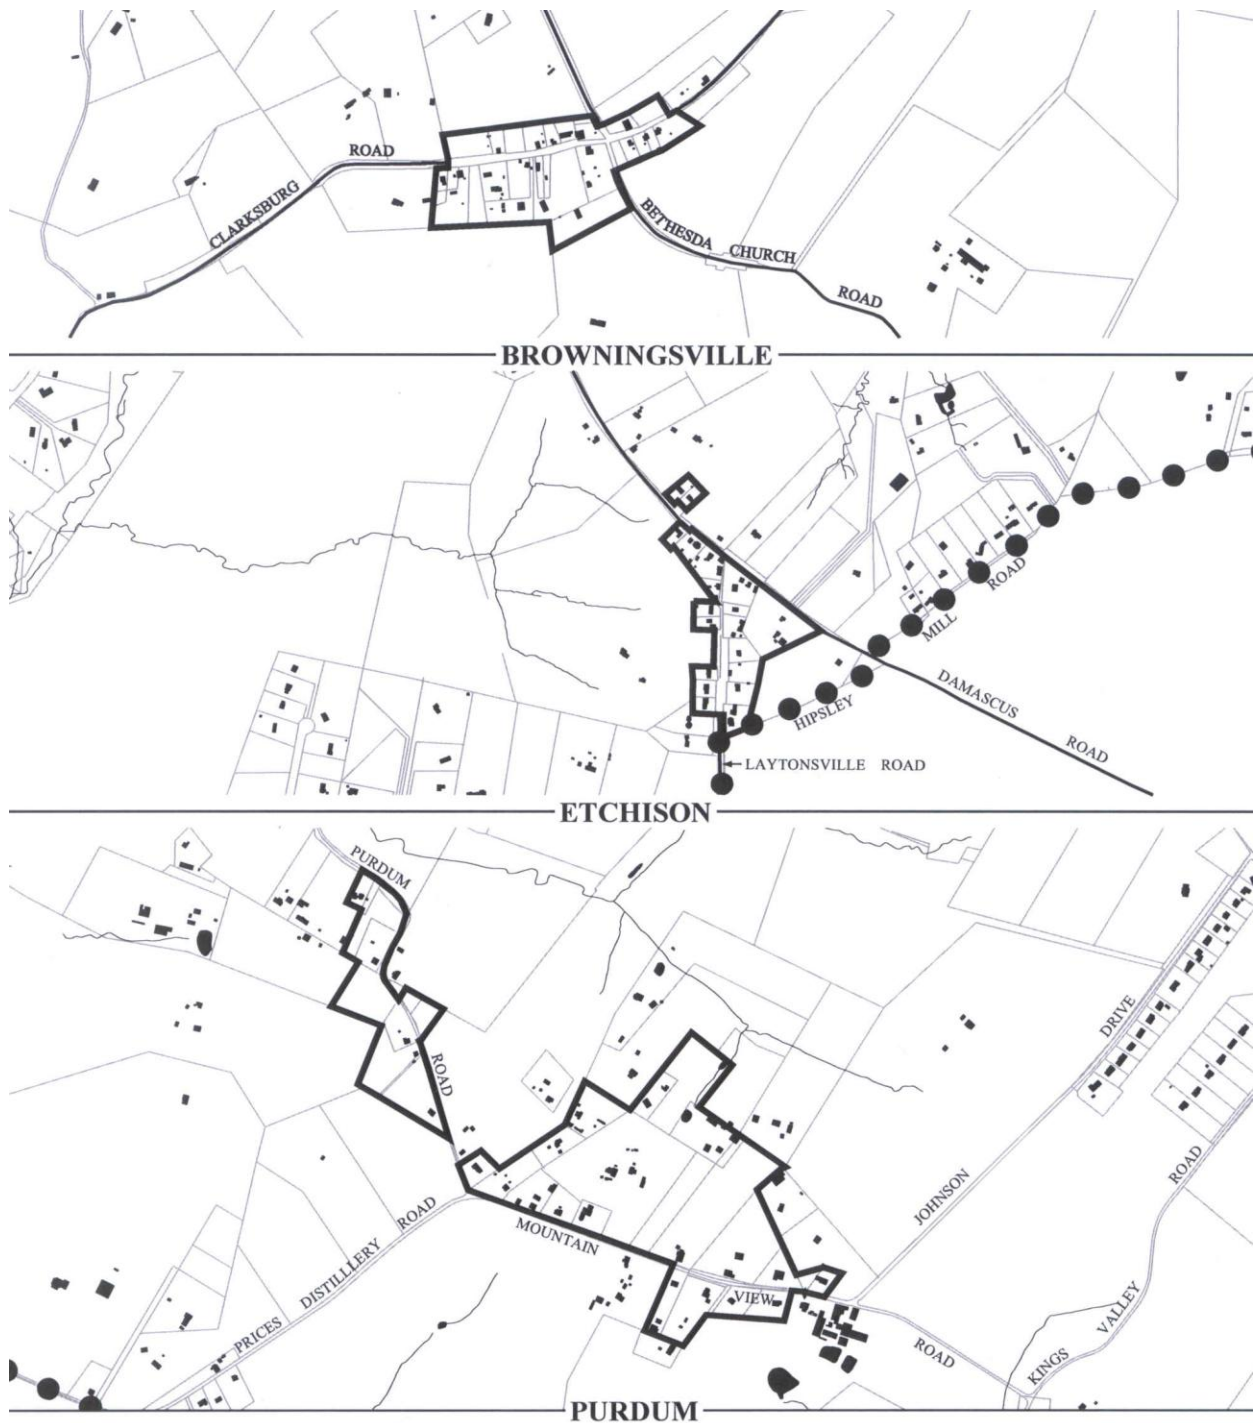 CLARKSBURG ROAD
BETHESDA CHURCH ROAD
BROWNINGSVILLE
HIPSLEY MILL ROAD
DAMASCUS ROAD
LAYTONSVILLE ROAD
ETCHISON
PURDUM ROAD
PRICES DISTILLLERY ROAD
MOUNTAIN VIEW ROAD
JOHNSON DRIVE
KINGS VALLEY ROAD
PURDUM